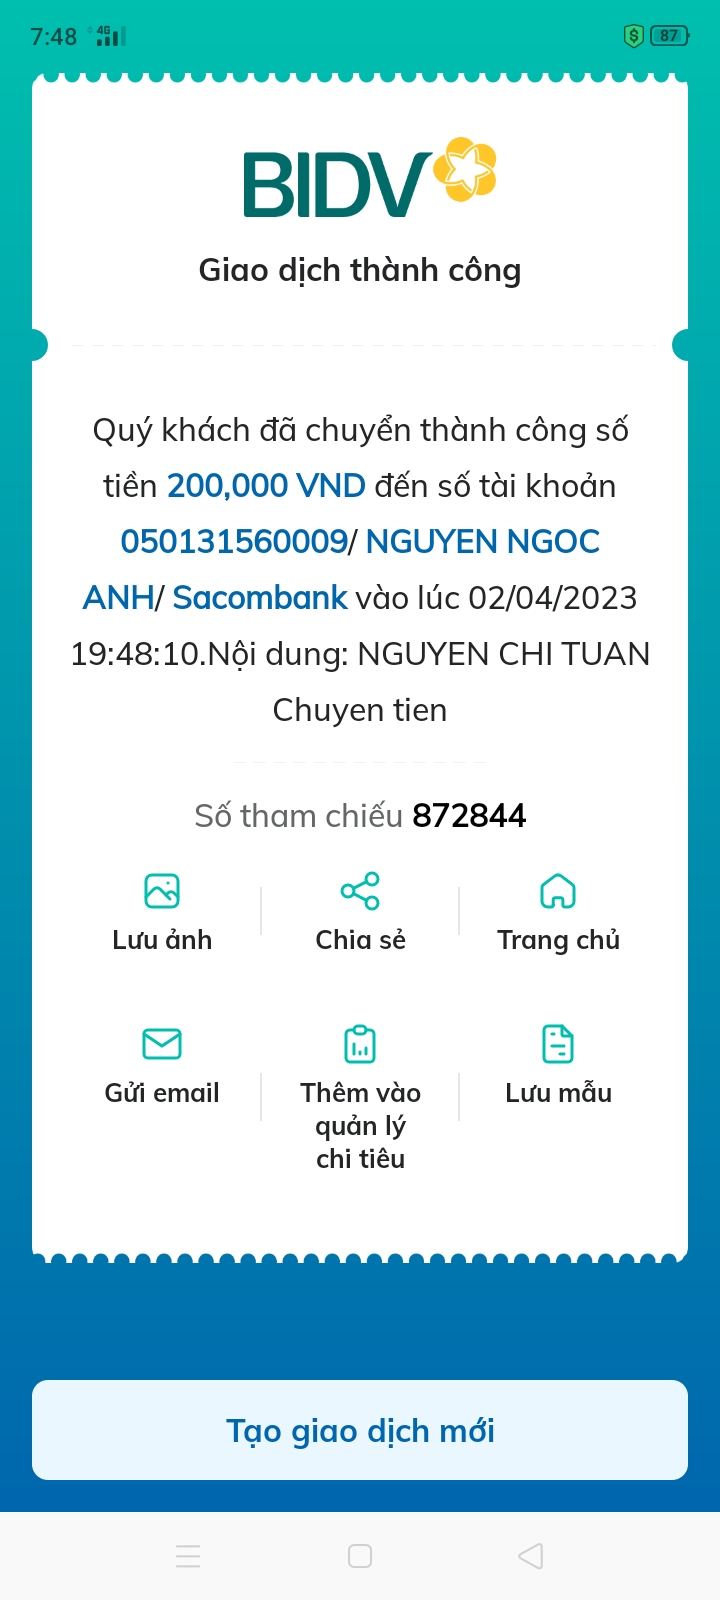 7:48 4G 87
BIDV
Giao dịch thành công
Quý khách đã chuyển thành công số
tiền 200,000 VND đến số tài khoản
050131560009/ NGUYEN NGOC
ANH/ Sacombank vào lúc 02/04/2023
19:48:10.Nội dung: NGUYEN CHI TUAN
Chuyen tien
Số tham chiếu 872844
Lưu ảnh Chia sẻ Trang chủ
Gửi email Thêm vào Lưu mẫu
quản lý
chi tiêu
Tạo giao dịch mới